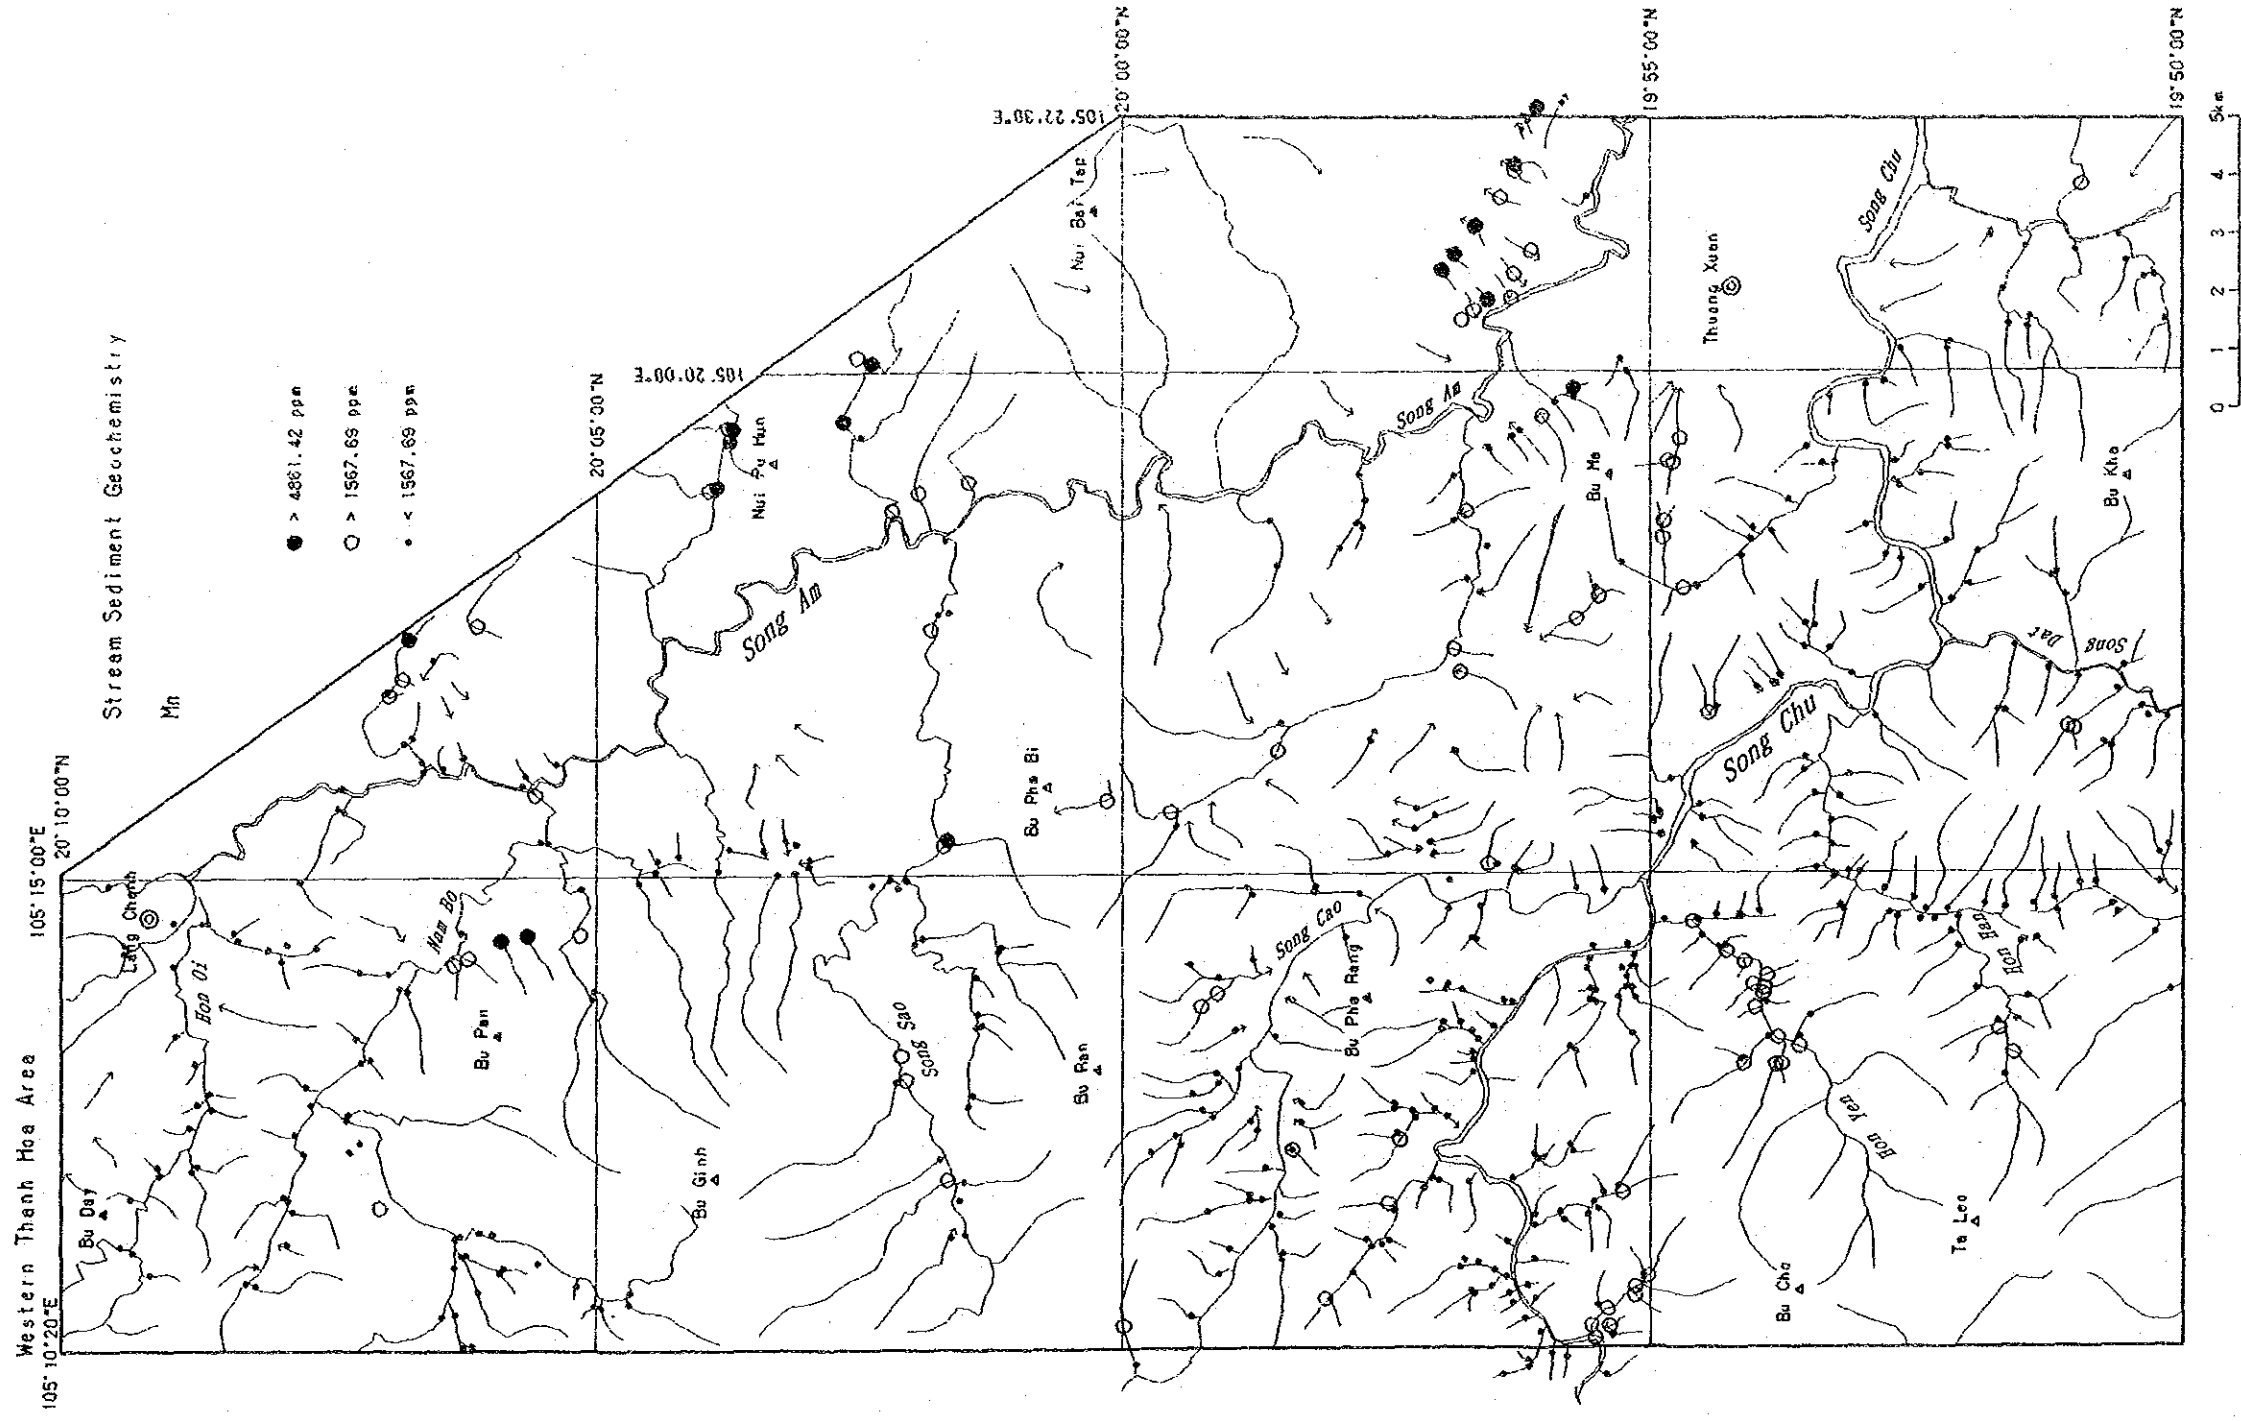 Western Thanh Hoa Area
Stream Sediment Geochemistry
Mn
● > 4861.42 ppm
○ > 1567.69 ppm
• < 1567.69 ppm
105°10'20"E
105°15'00"E
20°10'00"N
20°05'00"N
105°20'00"E
105°22'30"E
20°00'00"N
19°55'00"N
19°50'00"N
Lang Chanh
Hon Oi
Bu Day
Nam Bo
Bu Pan
Bu Ginh
Song Am
Nui Pu Mun
Song Sao
Bu Ran
Bu Pha Bi
Nui Bai Tap
Song Cao
Bu Pha Rang
Song Am
Bu Me
Thuong Xuan
Song Chu
Song Chu
Song Dat
Bu Kha
Hon Han
Hon Han
Hon Yen
Bu Cho
Ta Leo
0 1 2 3 4 5km